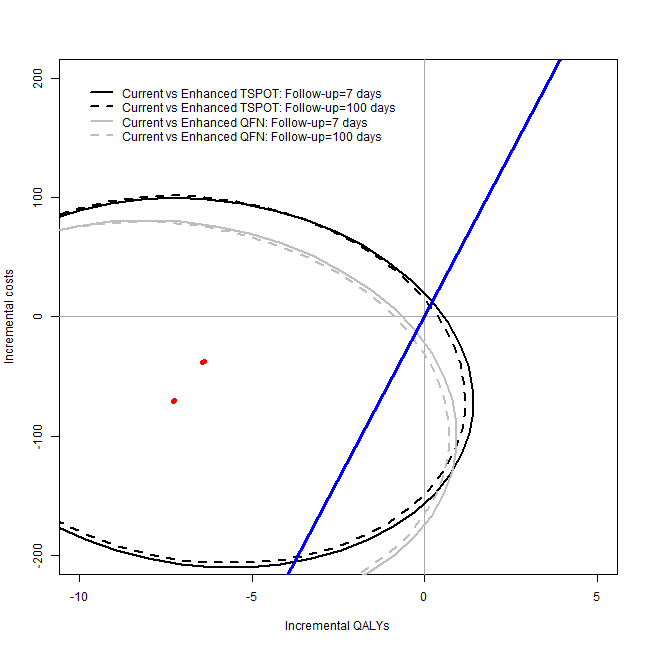 Current vs Enhanced TSPOT: Follow-up=7 days
Current vs Enhanced TSPOT: Follow-up=100 days
Current vs Enhanced QFN: Follow-up=7 days
Current vs Enhanced QFN: Follow-up=100 days
200
100
0
-100
-200
Incremental costs
-10
-5
0
5
Incremental QALYs